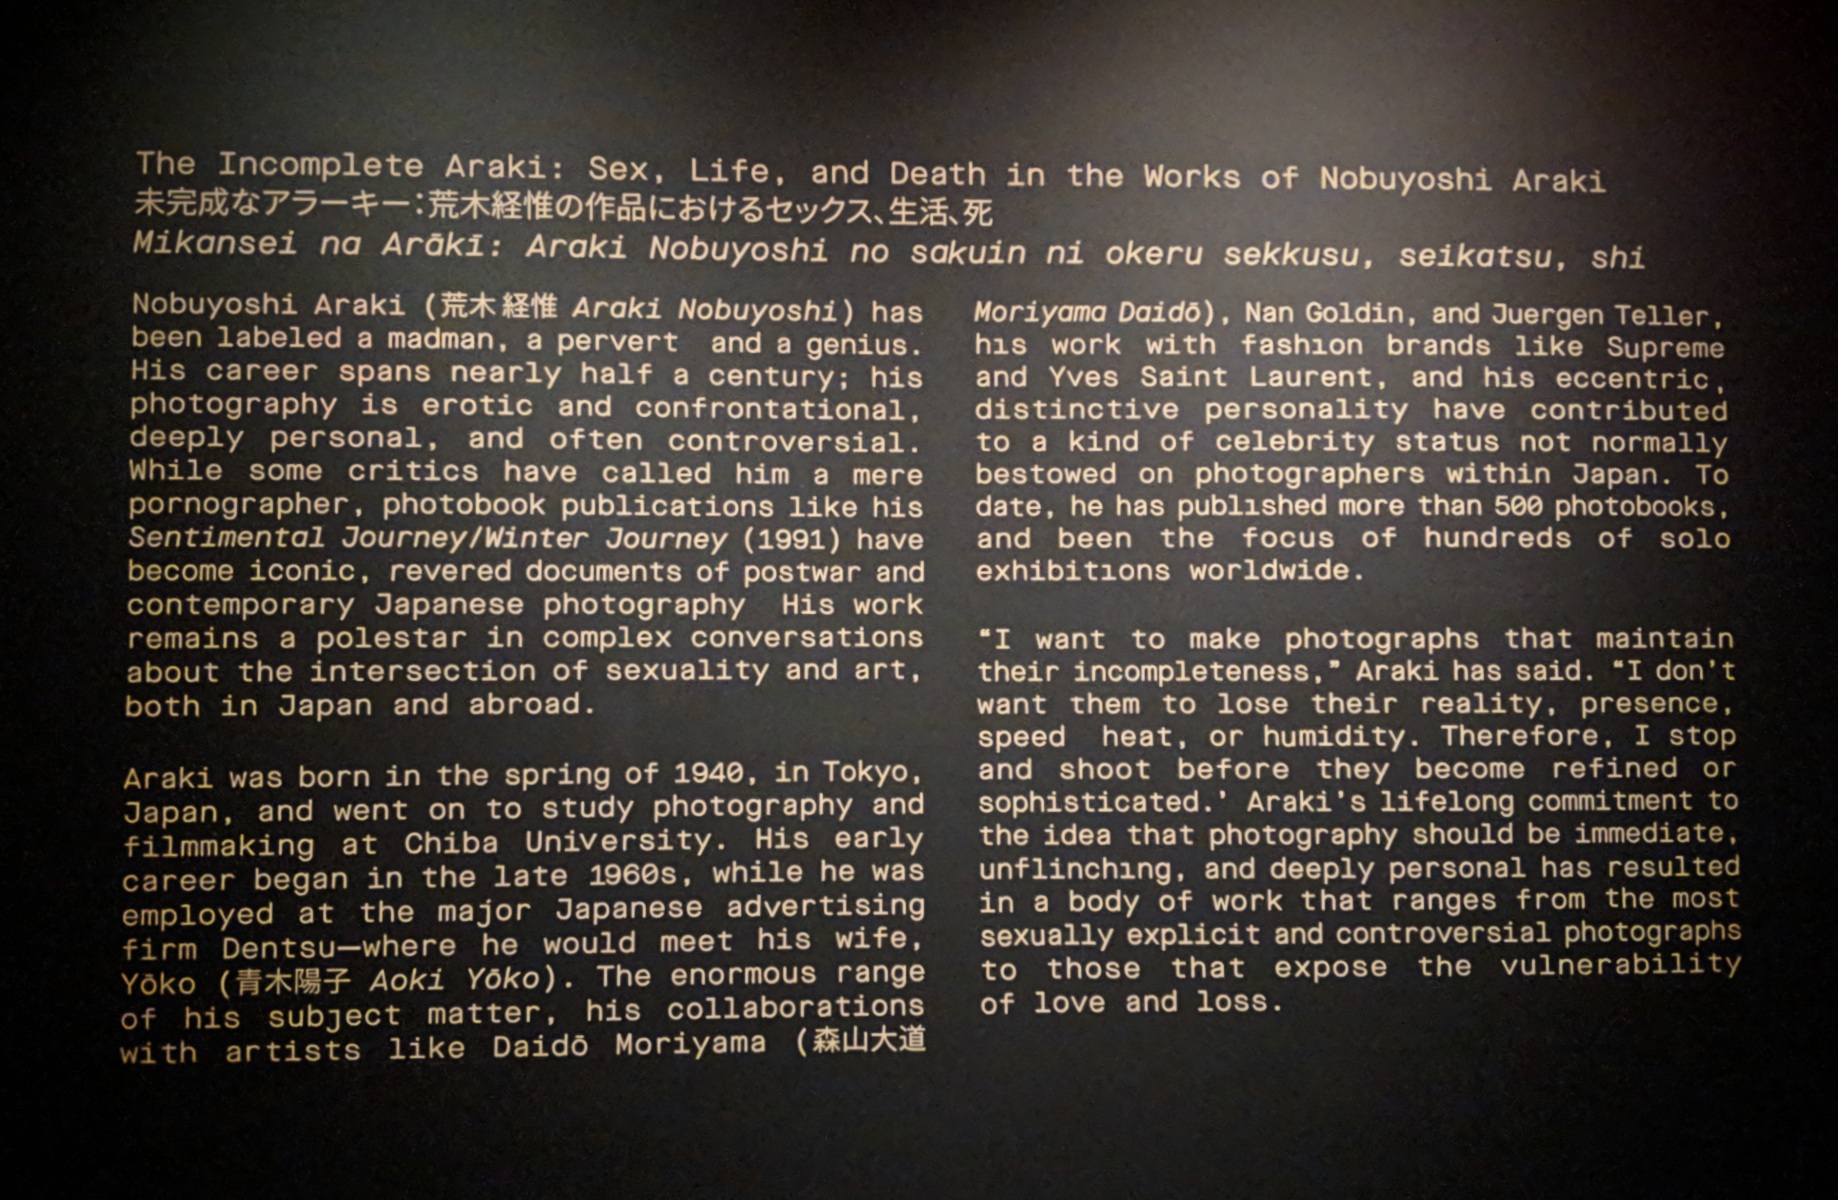 The Incomplete Araki: Sex, Life, and Death in the Works of Nobuyoshi Araki
未完成なアラーキー：荒木経惟の作品におけるセックス、生活、死
Mikansei na Arākī: Araki Nobuyoshi no sakuin ni okeru sekkusu, seikatsu, shi
Nobuyoshi Araki (荒木経惟 Araki Nobuyoshi) has
been labeled a madman, a pervert and a genius.
His career spans nearly half a century; his
photography is erotic and confrontational,
deeply personal, and often controversial.
While some critics have called him a mere
pornographer, photobook publications like his
Sentimental Journey/Winter Journey (1991) have
become iconic, revered documents of postwar and
contemporary Japanese photography His work
remains a polestar in complex conversations
about the intersection of sexuality and art,
both in Japan and abroad.
Araki was born in the spring of 1940, in Tokyo,
Japan, and went on to study photography and
filmmaking at Chiba University. His early
career began in the late 1960s, while he was
employed at the major Japanese advertising
firm Dentsu—where he would meet his wife,
Yōko (青木陽子 Aoki Yōko). The enormous range
of his subject matter, his collaborations
with artists like Daidō Moriyama (森山大道
Moriyama Daidō), Nan Goldin, and Juergen Teller,
his work with fashion brands like Supreme
and Yves Saint Laurent, and his eccentric,
distinctive personality have contributed
to a kind of celebrity status not normally
bestowed on photographers within Japan. To
date, he has published more than 500 photobooks,
and been the focus of hundreds of solo
exhibitions worldwide.
“I want to make photographs that maintain
their incompleteness,” Araki has said. “I don't
want them to lose their reality, presence,
speed heat, or humidity. Therefore, I stop
and shoot before they become refined or
sophisticated.' Araki's lifelong commitment to
the idea that photography should be immediate,
unflinching, and deeply personal has resulted
in a body of work that ranges from the most
sexually explicit and controversial photographs
to those that expose the vulnerability
of love and loss.